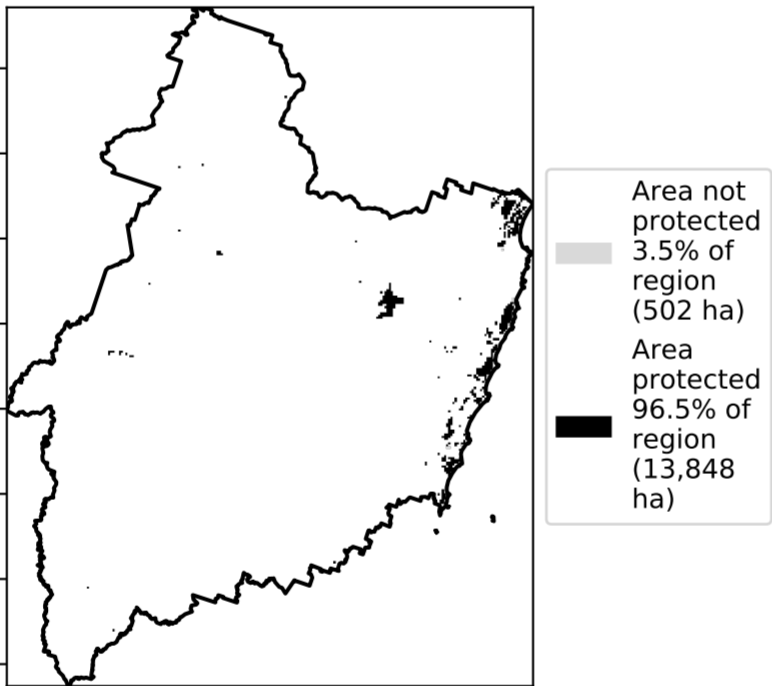 Area not
protected
3.5% of
region
(502 ha)
Area
protected
96.5% of
region
(13,848
ha)